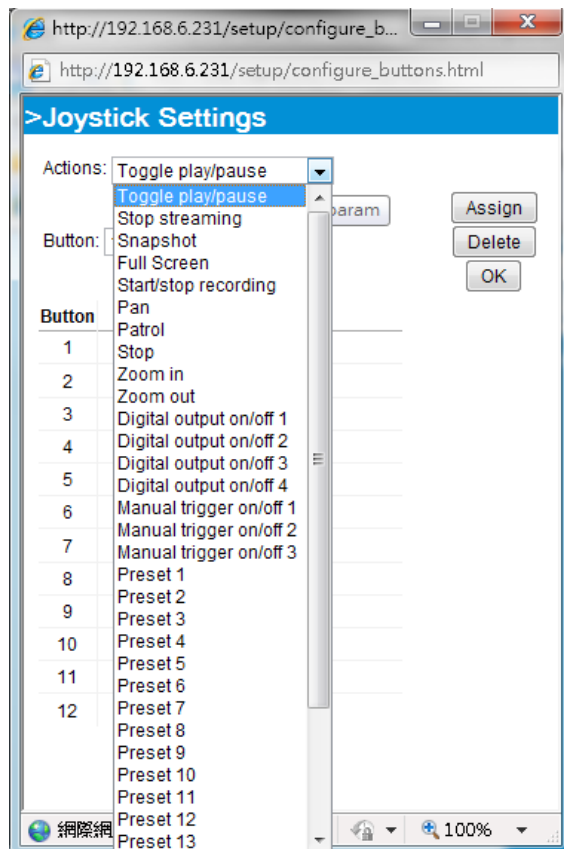 http://192.168.6.231/setup/configure_b...
http://192.168.6.231/setup/configure_buttons.html
>Joystick Settings
Actions: Toggle play/pause
Toggle play/pause
param
Assign
Stop streaming
Button:
Snapshot
Delete
Full Screen
OK
Start/stop recording
Button
Pan
Patrol
1
Stop
2
Zoom in
Zoom out
3
Digital output on/off 1
4
Digital output on/off 2
Digital output on/off 3
5
Digital output on/off 4
6
Manual trigger on/off 1
Manual trigger on/off 2
7
Manual trigger on/off 3
8
Preset 1
Preset 2
9
Preset 3
10
Preset 4
Preset 5
11
Preset 6
12
Preset 7
Preset 8
Preset 9
Preset 10
Preset 11
Preset 12
網際網
100%
Preset 13